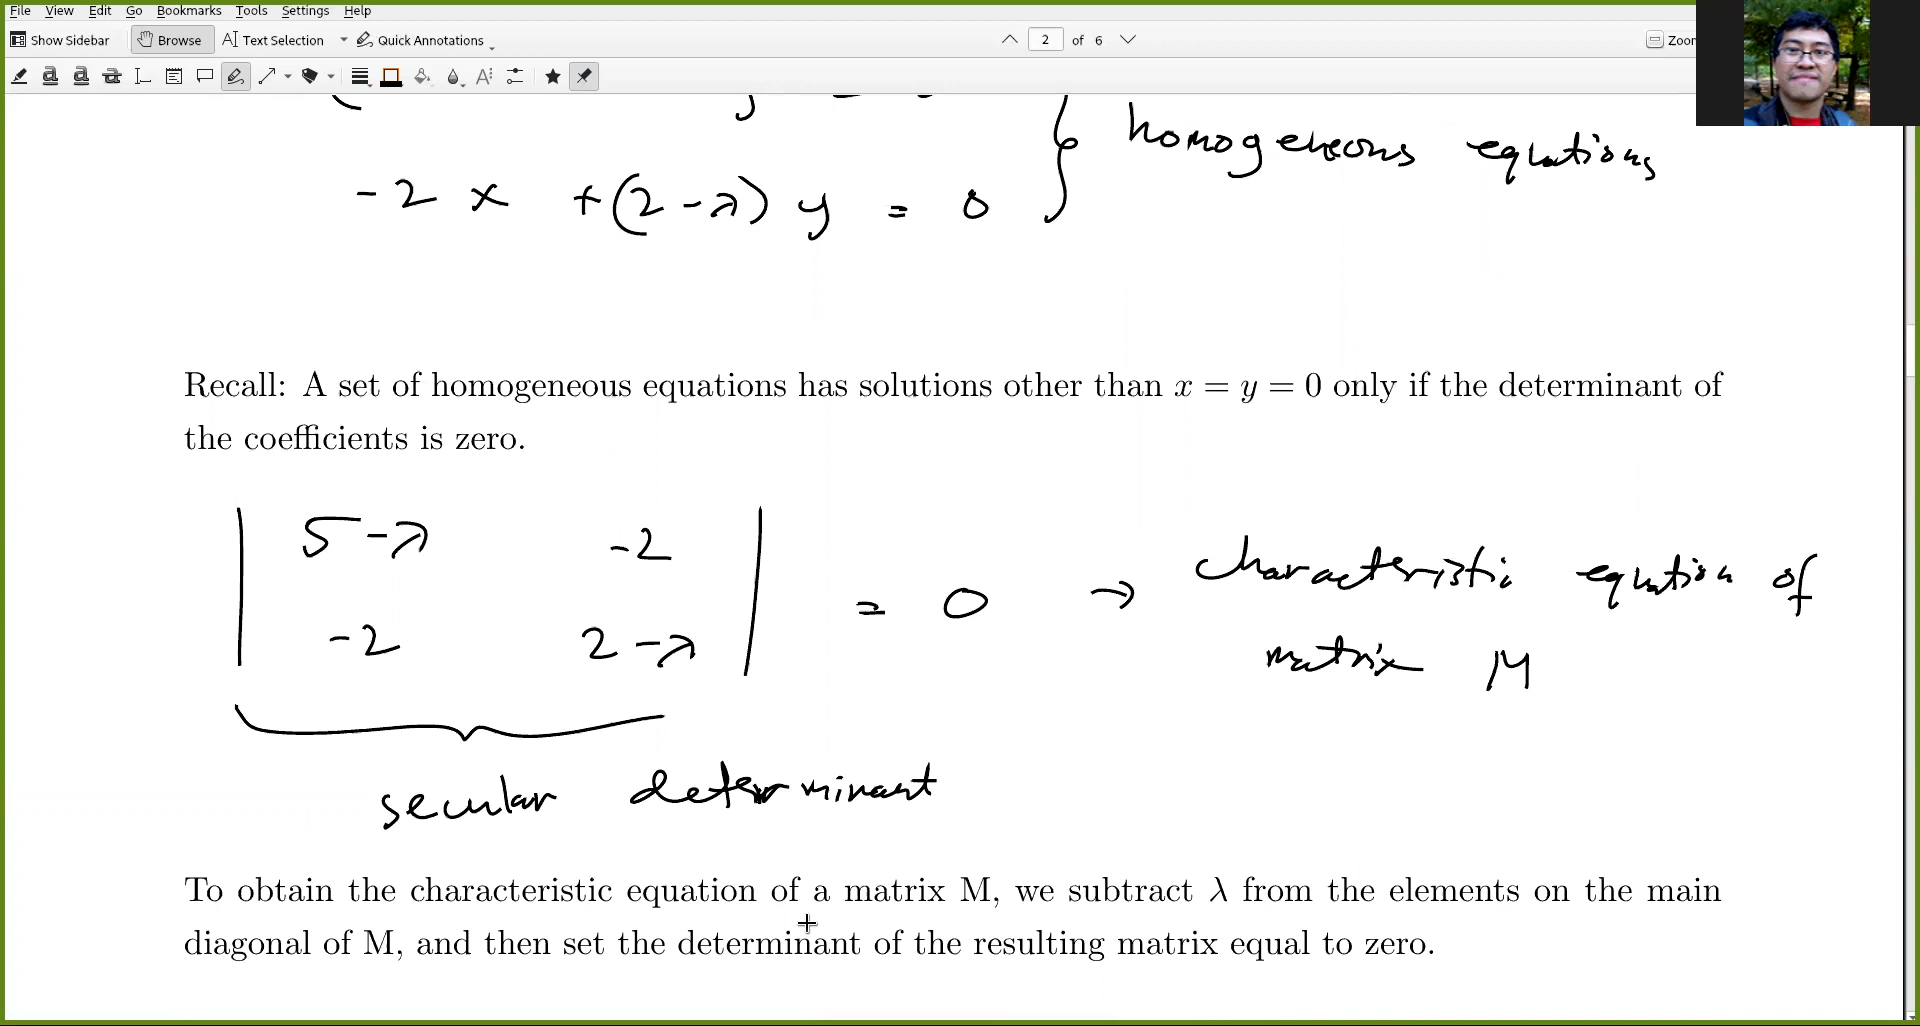 File View Edit Go Bookmarks Tools Settings Help
Show Sidebar Browse Text Selection Quick Annotations 2 of 6 Zoom
homogeneous equations
-2 x +(2-λ) y = 0
Recall: A set of homogeneous equations has solutions other than x = y = 0 only if the determinant of
the coefficients is zero.
5-λ -2
= 0 → characteristic equation of
-2 2-λ
matrix M
secular determinant
To obtain the characteristic equation of a matrix M, we subtract λ from the elements on the main
diagonal of M, and then set the determinant of the resulting matrix equal to zero.